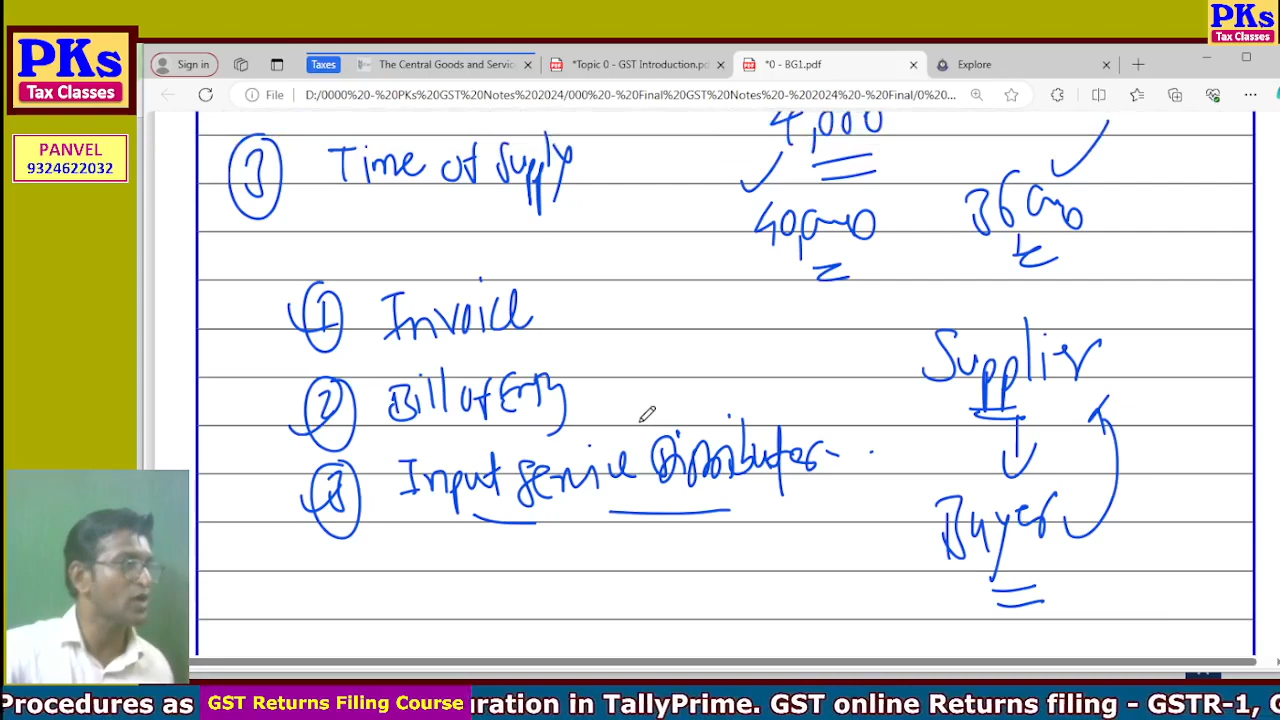 PKs
Tax Classes
PKs
Tax Classes
PANVEL
9324622032
Sign in
Taxes
The Central Goods and Servic
*Topic 0 - GST Introduction.pd
*0 - BG1.pdf
Explore
File
D:/0000%20-%20PKs%20GST%20Notes%202024/000%20-%20Final%20GST%20Notes%20-%202024%20-%20Final/0%20...
4,000
3 Time of Supply
40,000
36000
1 Invoice
2 Bill of Entry
3 Input Service Distributor
Supplier
Buyer
Procedures as
GST Returns Filing Course
uration in TallyPrime. GST online Returns filing - GSTR-1, G